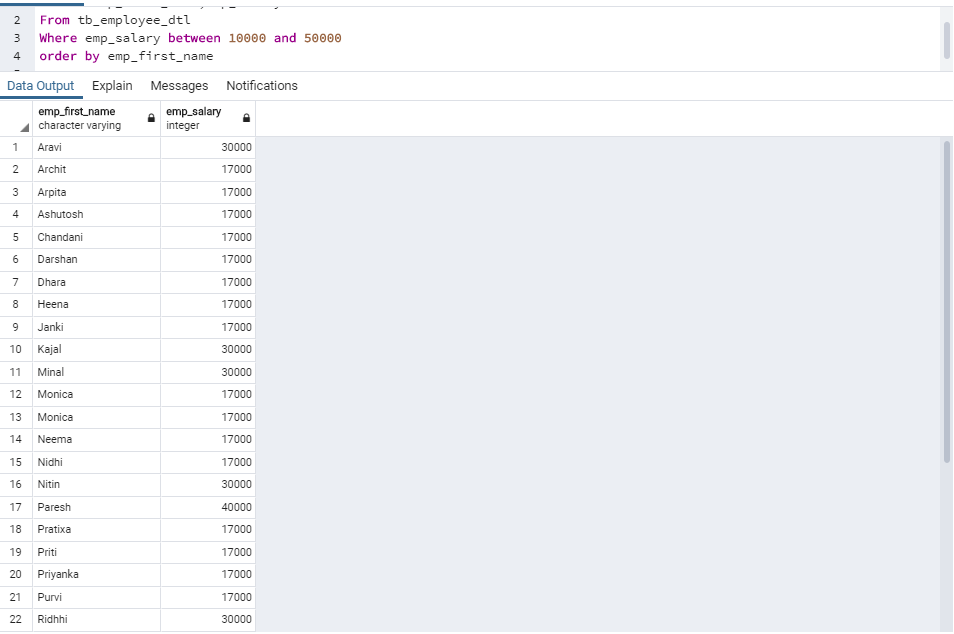 2 From tb_employee_dtl
3 Where emp_salary between 10000 and 50000
4 order by emp_first_name
Data Output Explain Messages Notifications
emp_first_name emp_salary
character varying integer
1 Aravi 30000
2 Archit 17000
3 Arpita 17000
4 Ashutosh 17000
5 Chandani 17000
6 Darshan 17000
7 Dhara 17000
8 Heena 17000
9 Janki 17000
10 Kajal 30000
11 Minal 30000
12 Monica 17000
13 Monica 17000
14 Neema 17000
15 Nidhi 17000
16 Nitin 30000
17 Paresh 40000
18 Pratixa 17000
19 Priti 17000
20 Priyanka 17000
21 Purvi 17000
22 Ridhhi 30000